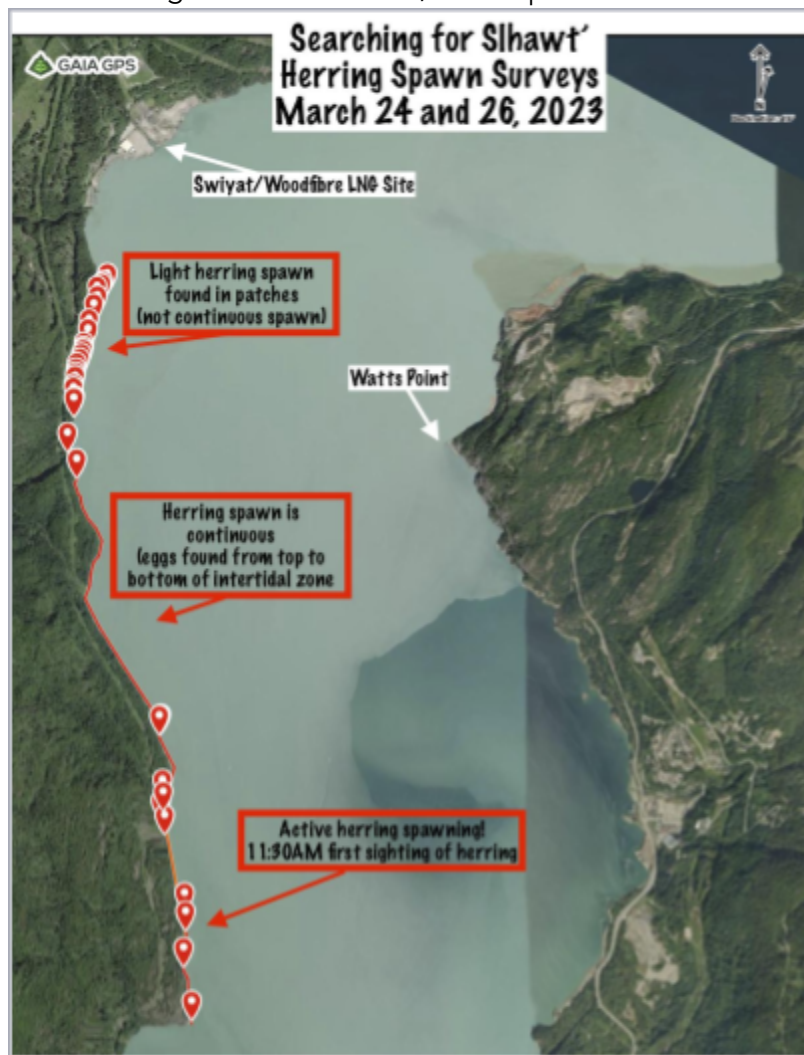 GAIA GPS
Searching for Slhawt'
Herring Spawn Surveys
March 24 and 26, 2023
Swiyat/Woodfibre LNG Site
Light herring spawn
found in patches
(not continuous spawn)
Watts Point
Herring spawn is
continuous
(eggs found from top to
bottom of intertidal zone
Active herring spawning!
11:30AM first sighting of herring